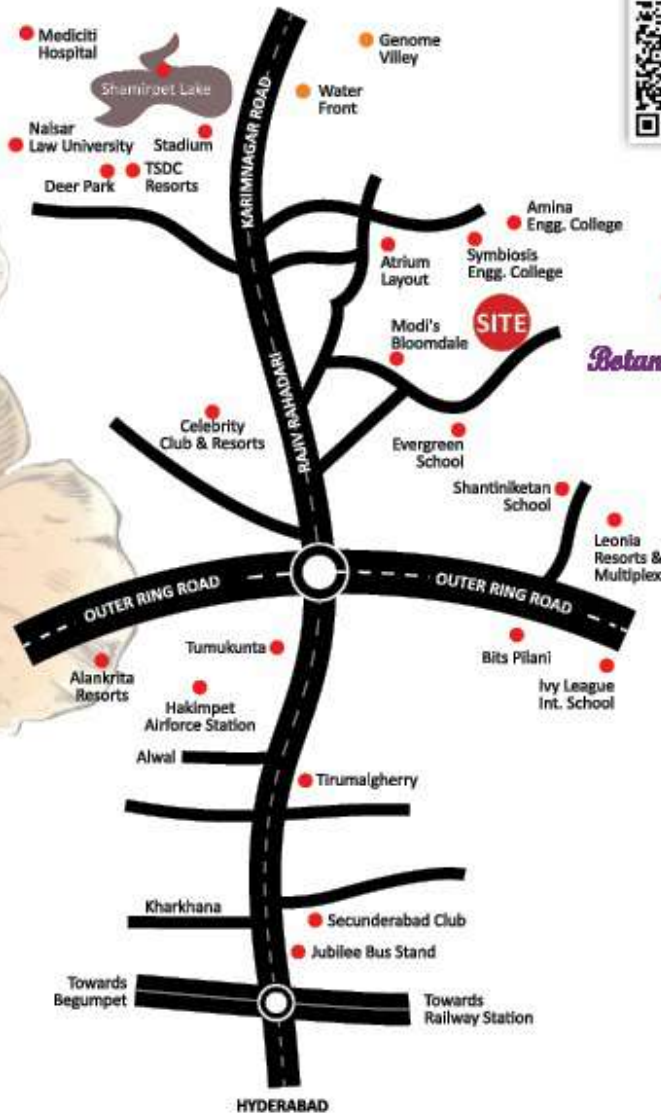 Mediciti
Hospital
Genome
Villey
Shamirpet Lake
Water
Front
KARIMNAGAR ROAD
Nalsar
Law University
Stadium
Deer Park
TSDC
Resorts
Amina
Engg. College
Atrium
Layout
Symbiosis
Engg. College
SITE
Modi's
Bloomdale
Botan
RAJIV RAHADARI
Celebrity
Club & Resorts
Evergreen
School
Shantiniketan
School
Leonia
Resorts &
Multiplex
OUTER RING ROAD
OUTER RING ROAD
Tumukunta
Bits Pilani
Alankrita
Resorts
Ivy League
Int. School
Hakimpet
Airforce Station
Alwal
Tirumalgherry
Kharkhana
Secunderabad Club
Jubilee Bus Stand
Towards
Begumpet
Towards
Railway Station
HYDERABAD